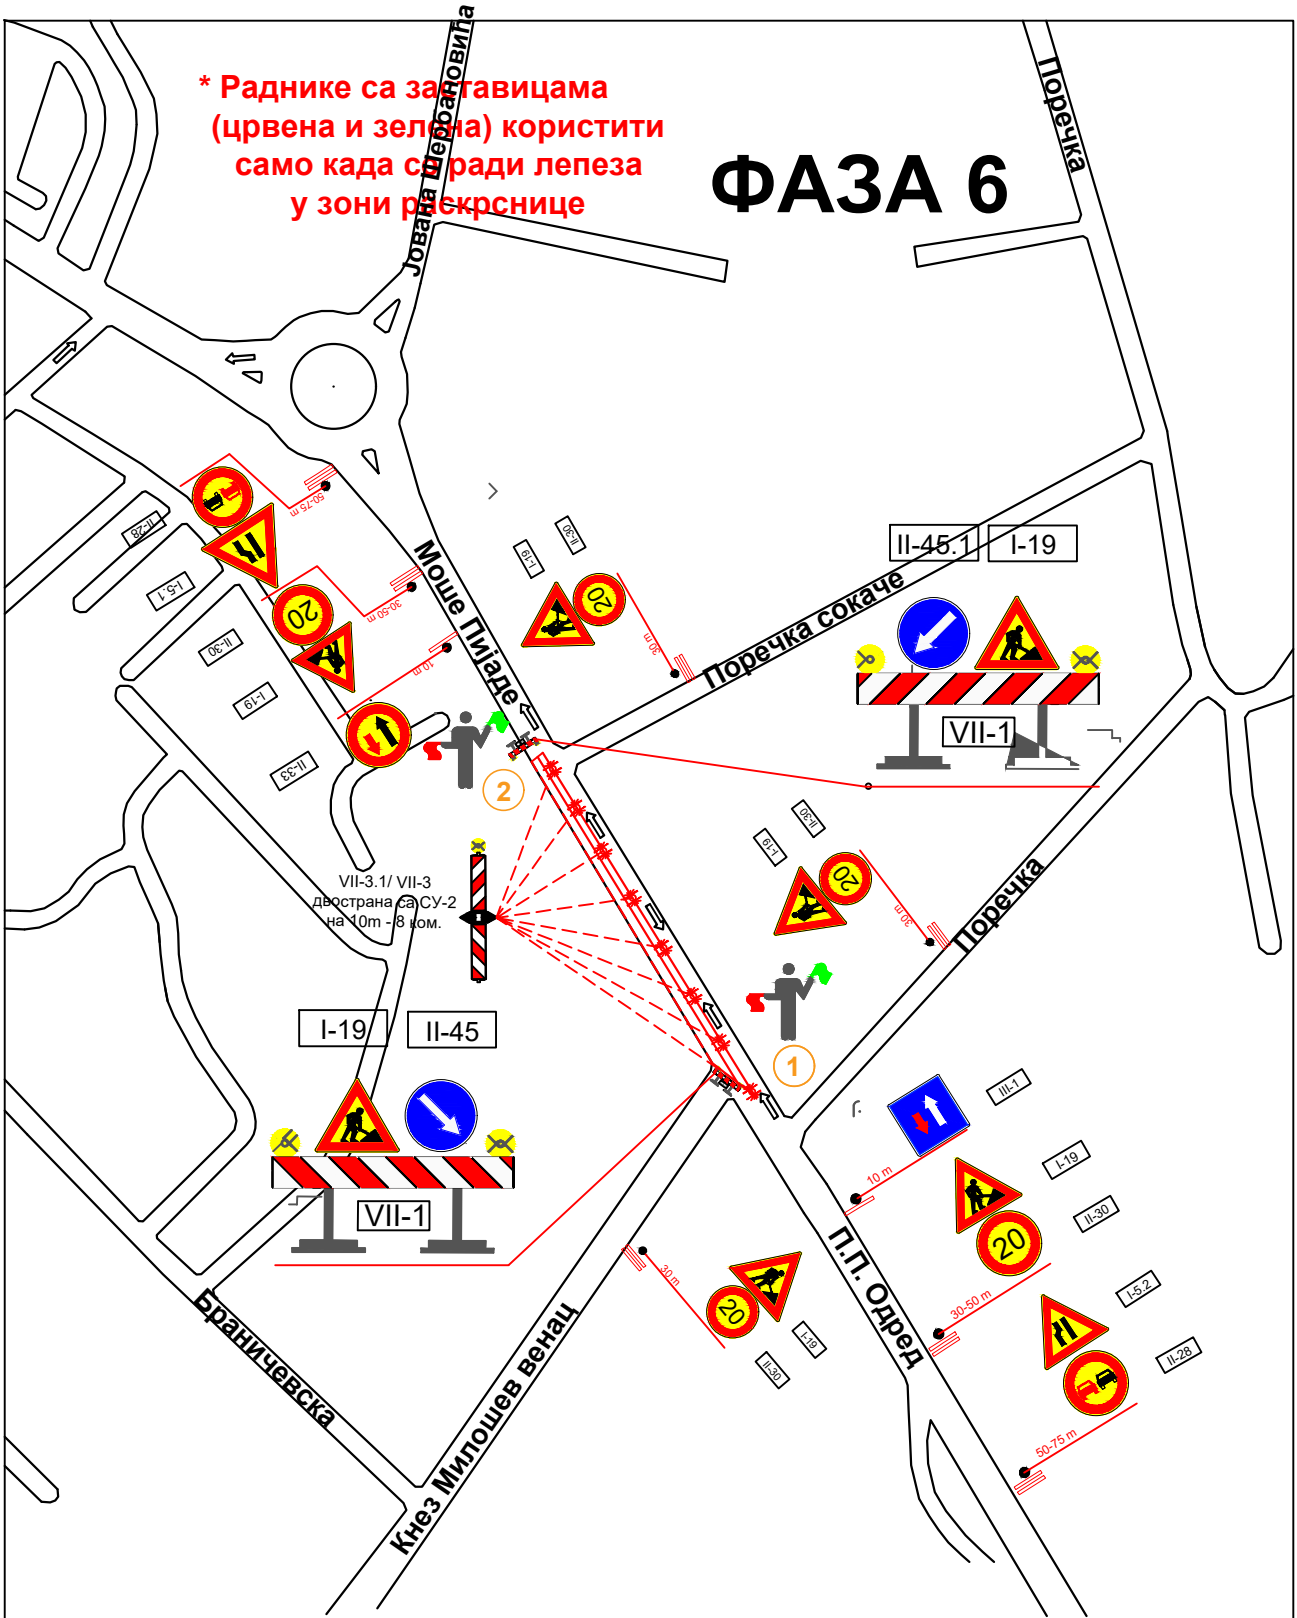 * Раднике са заставицама
(црвена и зелена) користити
само када се ради лепеза
у зони раскрснице
ФАЗА 6
Јована Шербановића
Поречка
50-75 m
II-28
I-5.1
30-50 m
20
II-30
I-19
10 m
II-33
Моше Пијаде
I-19
II-30
20
30 m
Поречка сокаче
II-45.1
I-19
VII-1
2
VII-3.1/ VII-3
двострана са СУ-2
на 10m - 8 ком.
I-19
II-30
20
30 m
Поречка
1
I-19
II-45
VII-1
III-1
10 m
I-19
II-30
20
30-50 m
I-5.2
II-28
50-75 m
П.П. Одред
30 m
20
I-19
II-30
Браничевска
Кнез Милошев венац